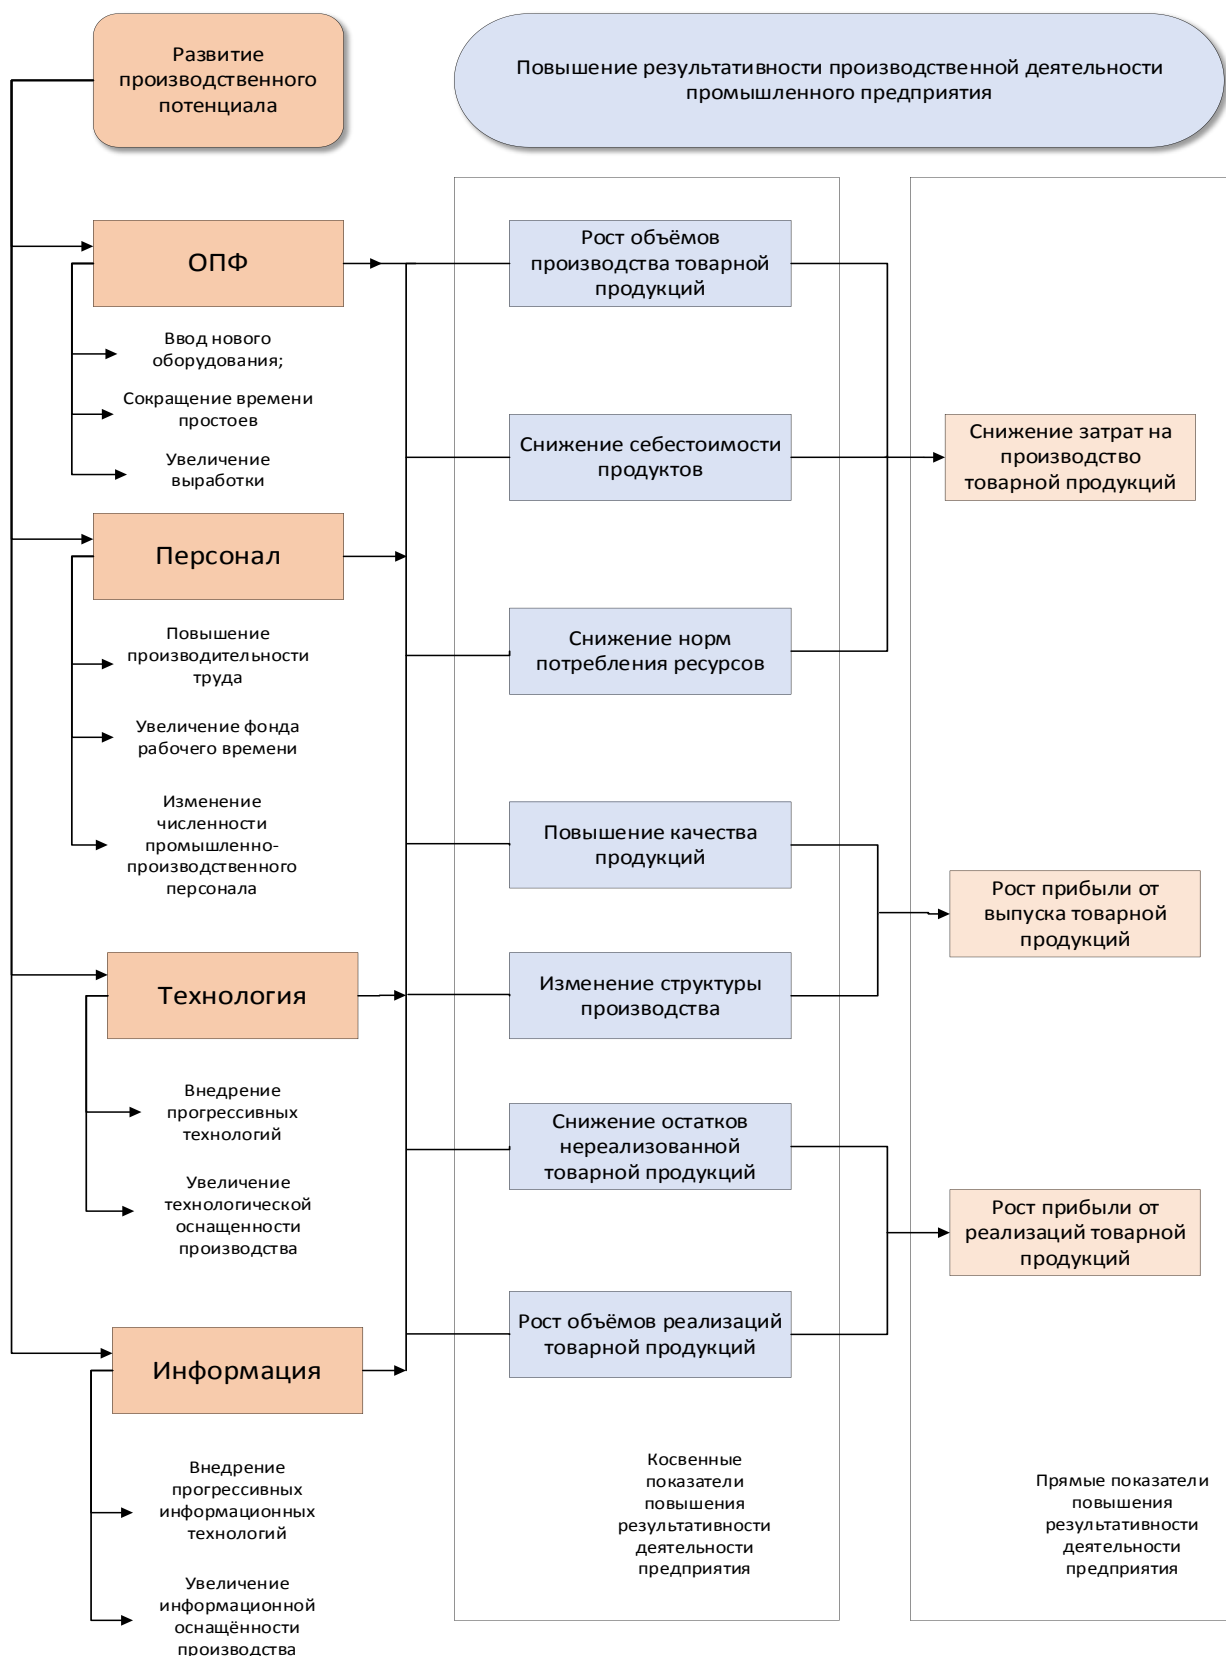 Развитие
производственного
потенциала
Повышение результативности производственной деятельности
промышленного предприятия
ОПФ
Ввод нового
оборудования;
Сокращение времени
простоев
Увеличение
выработки
Персонал
Повышение
производительности
труда
Увеличение фонда
рабочего времени
Изменение
численности
промышленно-
производственного
персонала
Технология
Внедрение
прогрессивных
технологий
Увеличение
технологической
оснащенности
производства
Информация
Внедрение
прогрессивных
информационных
технологий
Увеличение
информационной
оснащённости
производства
Рост объёмов
производства товарной
продукций
Снижение себестоимости
продуктов
Снижение норм
потребления ресурсов
Повышение качества
продукций
Изменение структуры
производства
Снижение остатков
нереализованной
товарной продукций
Рост объёмов реализаций
товарной продукций
Косвенные
показатели
повышения
результативности
деятельности
предприятия
Снижение затрат на
производство
товарной продукций
Рост прибыли от
выпуска товарной
продукций
Рост прибыли от
реализаций товарной
продукций
Прямые показатели
повышения
результативности
деятельности
предприятия